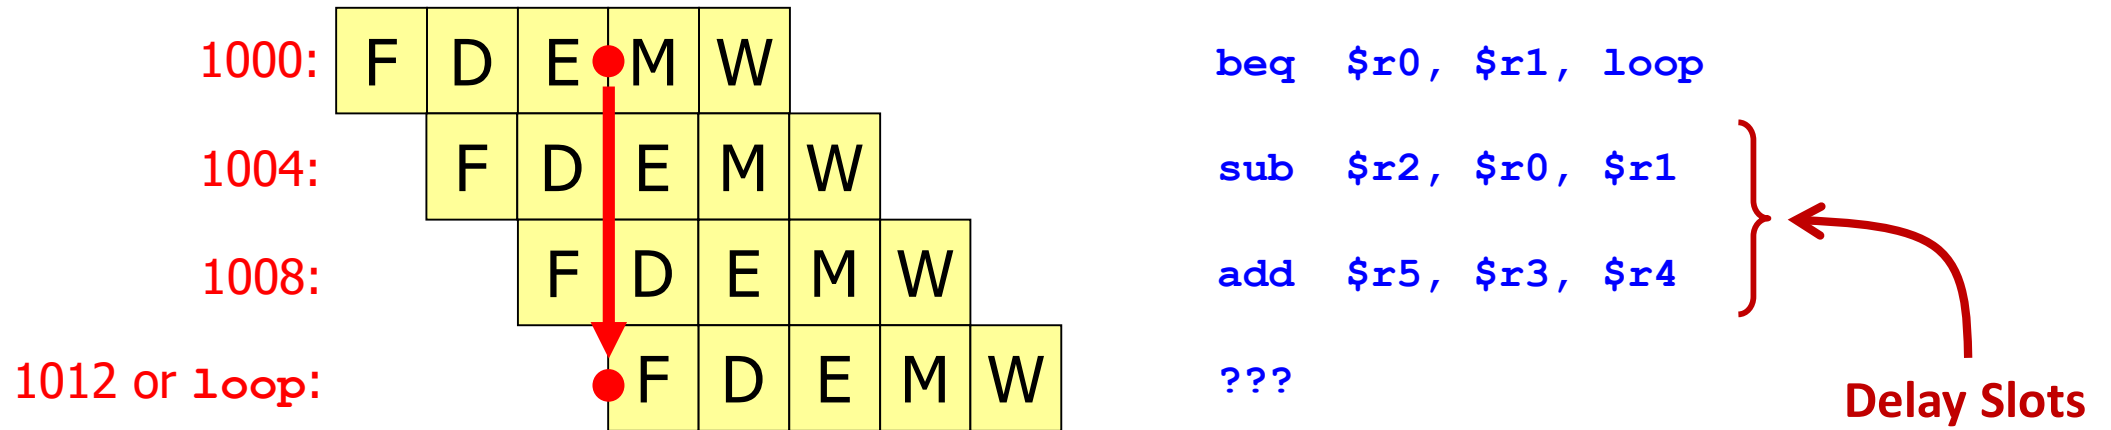 1000: F D E M W beq $r0, $r1, loop
1004: F D E M W sub $r2, $r0, $r1
1008: F D E M W add $r5, $r3, $r4
1012 or loop: F D E M W ???
Delay Slots